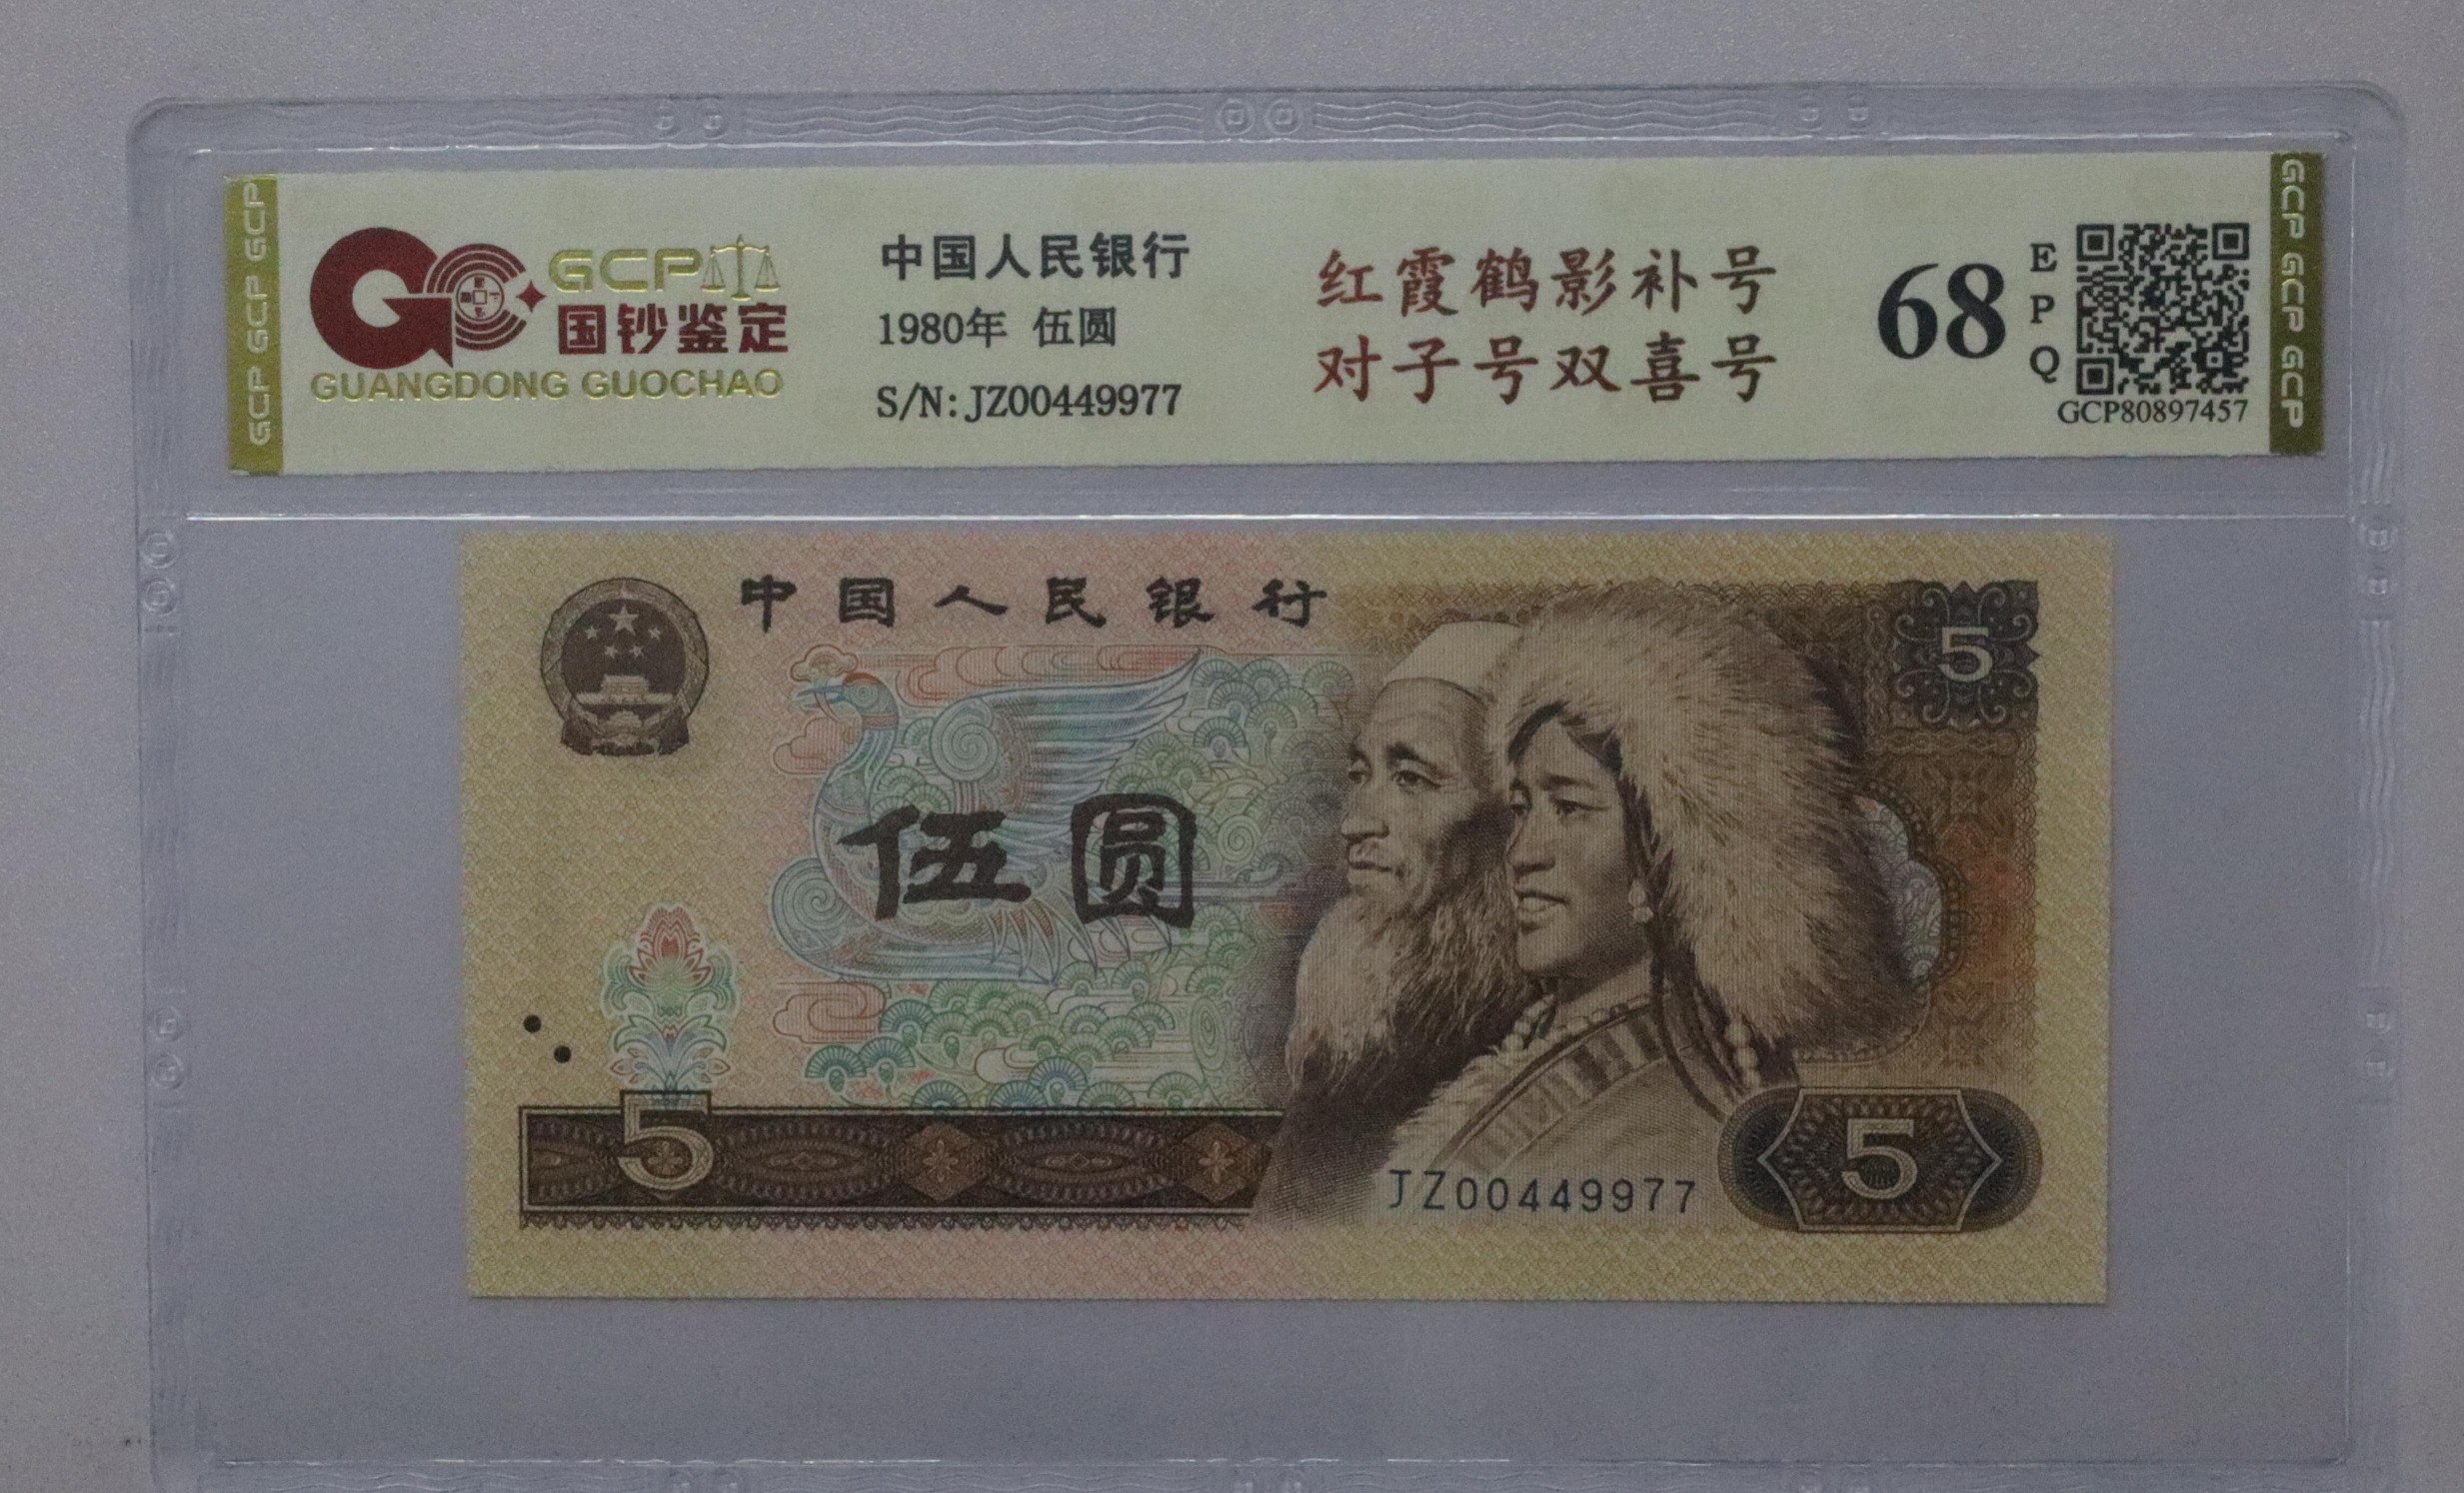 GCP GCP GCP
GCP
国钞鉴定
GUANGDONG GUOCHAO
中国人民银行
1980年 伍圆
S/N:JZ00449977
红霞鹤影补号
对子号双喜号
68
EPQ
GCP80897457
GCP GCP GCP
中国人民银行
5
伍圆
5
JZ00449977
5